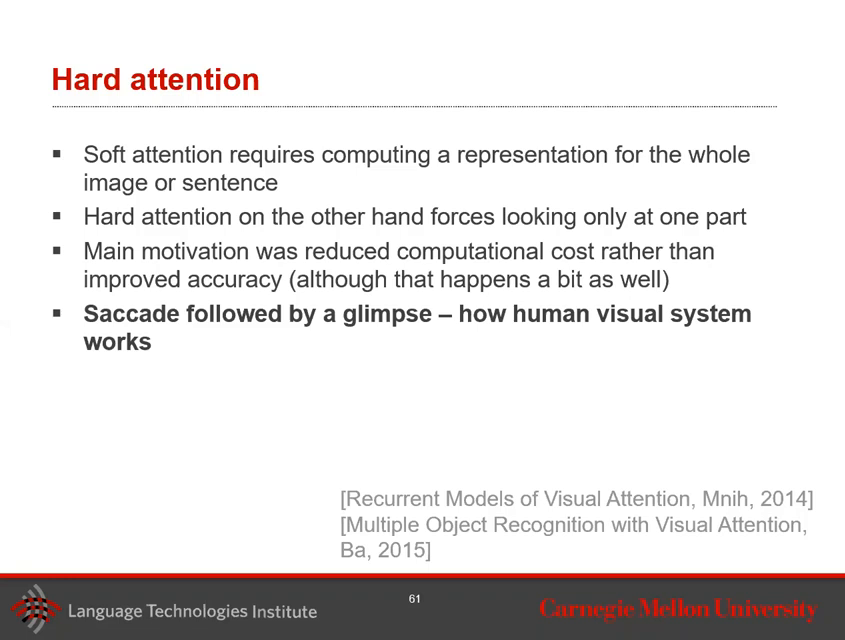 Hard attention
▪ Soft attention requires computing a representation for the whole
image or sentence
▪ Hard attention on the other hand forces looking only at one part
▪ Main motivation was reduced computational cost rather than
improved accuracy (although that happens a bit as well)
▪ Saccade followed by a glimpse – how human visual system
works
[Recurrent Models of Visual Attention, Mnih, 2014]
[Multiple Object Recognition with Visual Attention,
Ba, 2015]
Language Technologies Institute
61
Carnegie Mellon University